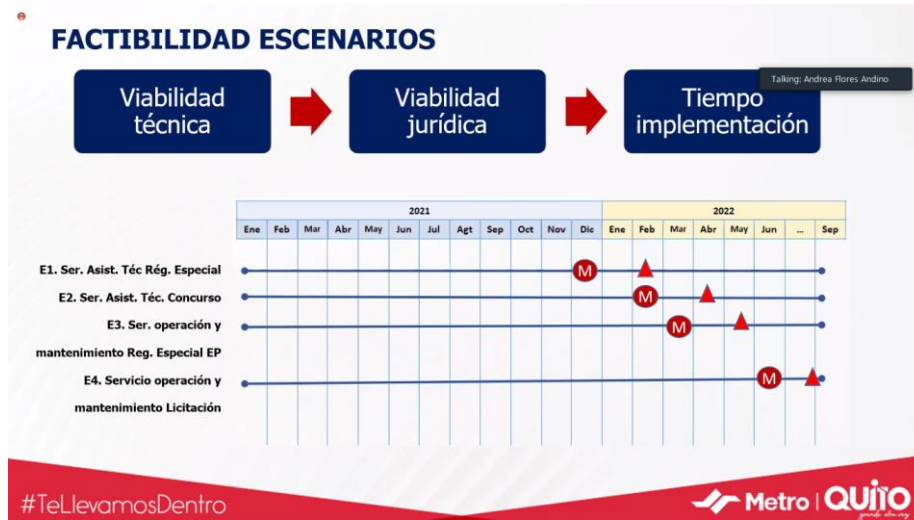 FACTIBILIDAD ESCENARIOS
Talking: Andrea Flores Andino
Viabilidad
técnica
Viabilidad
jurídica
Tiempo
implementación
2021
2022
Ene
Feb
Mar
Abr
May
Jun
Jul
Agt
Sep
Oct
Nov
Dic
Ene
Feb
Mar
Abr
May
Jun
...
Sep
E1. Ser. Asist. Téc Rég. Especial
M
E2. Ser. Asist. Téc. Concurso
M
E3. Ser. operación y
mantenimiento Reg. Especial EP
M
E4. Servicio operación y
mantenimiento Licitación
M
#TeLlevamosDentro
Metro | QUITO
grande otra vez